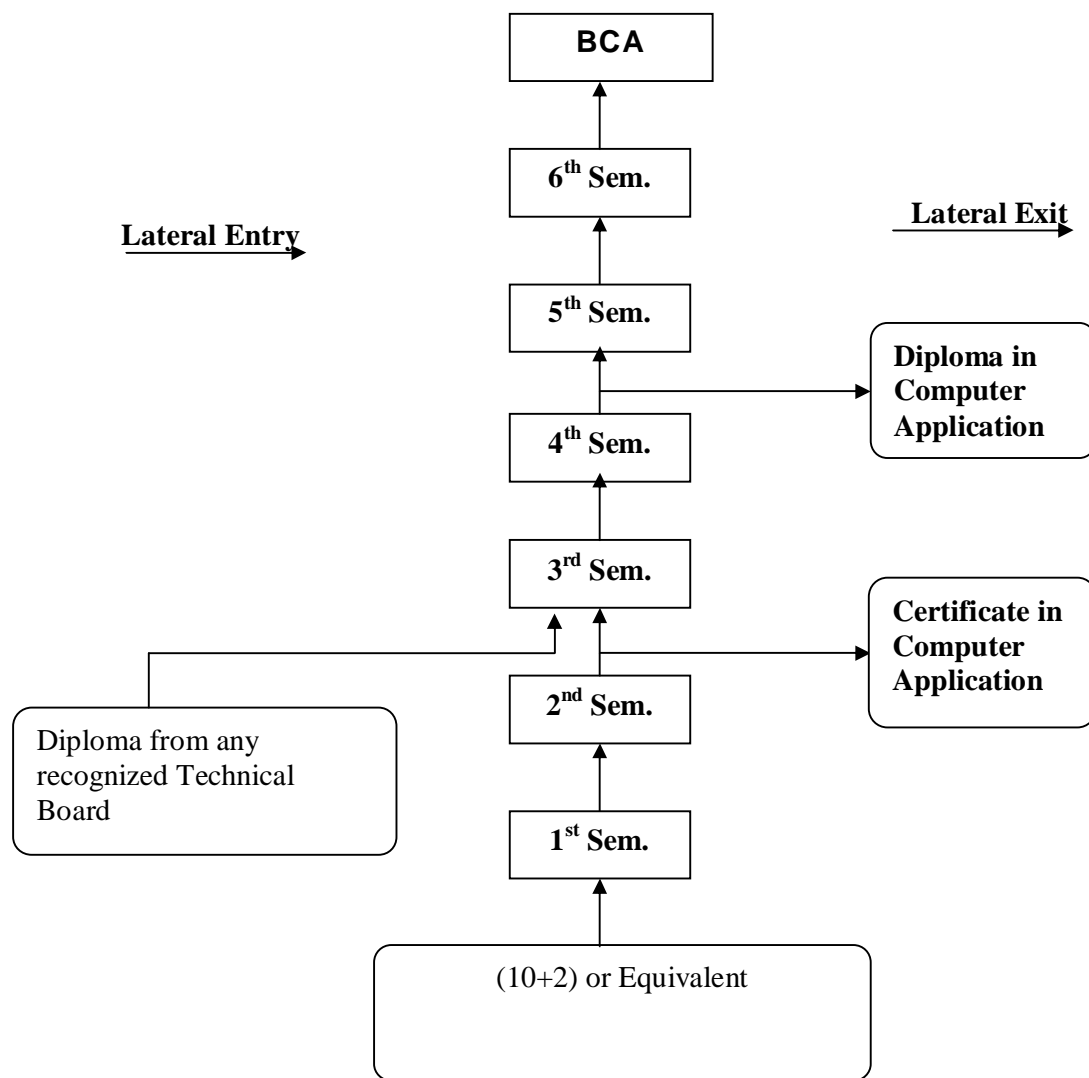 BCA
6th Sem.
Lateral Entry
Lateral Exit
5th Sem.
Diploma in
Computer
Application
4th Sem.
3rd Sem.
Certificate in
Computer
Application
2nd Sem.
Diploma from any
recognized Technical
Board
1st Sem.
(10+2) or Equivalent